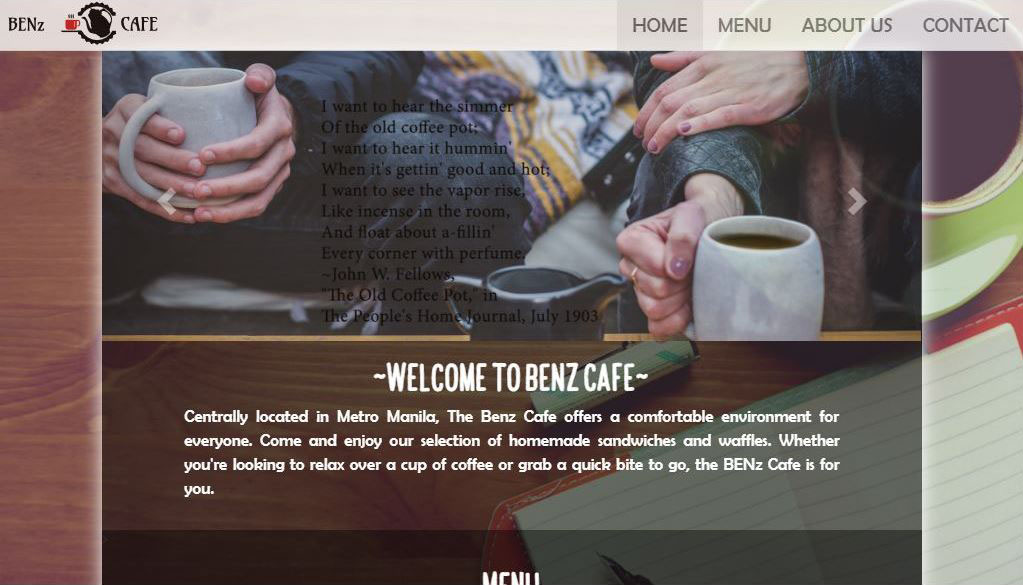 BENz CAFE
HOME MENU ABOUT US CONTACT
I want to hear the simmer
Of the old coffee pot;
I want to hear it hummin'
When it's gettin' good and hot;
I want to see the vapor rise,
Like incense in the room,
And float about a-fillin'
Every corner with perfume.
~John W. Fellows,
"The Old Coffee Pot," in
The People's Home Journal, July 1903
~WELCOME TO BENZ CAFE~
Centrally located in Metro Manila, The Benz Cafe offers a comfortable environment for
everyone. Come and enjoy our selection of homemade sandwiches and waffles. Whether
you're looking to relax over a cup of coffee or grab a quick bite to go, the BENz Cafe is for
you.
MENU